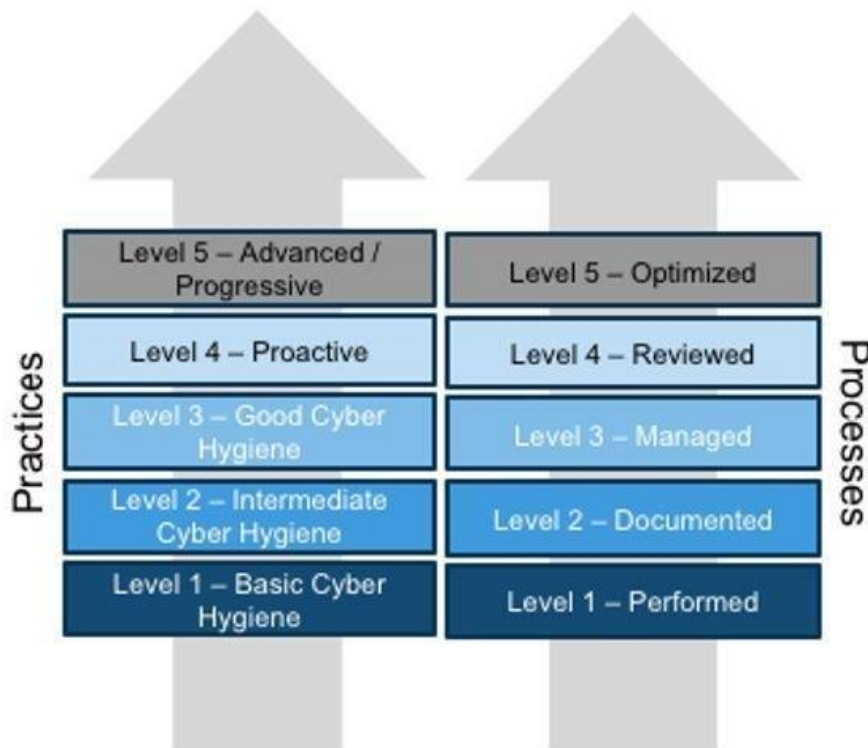 Practices
Level 5 – Advanced /
Progressive
Level 4 – Proactive
Level 3 – Good Cyber
Hygiene
Level 2 – Intermediate
Cyber Hygiene
Level 1 – Basic Cyber
Hygiene
Level 5 – Optimized
Level 4 – Reviewed
Level 3 – Managed
Level 2 – Documented
Level 1 – Performed
Processes